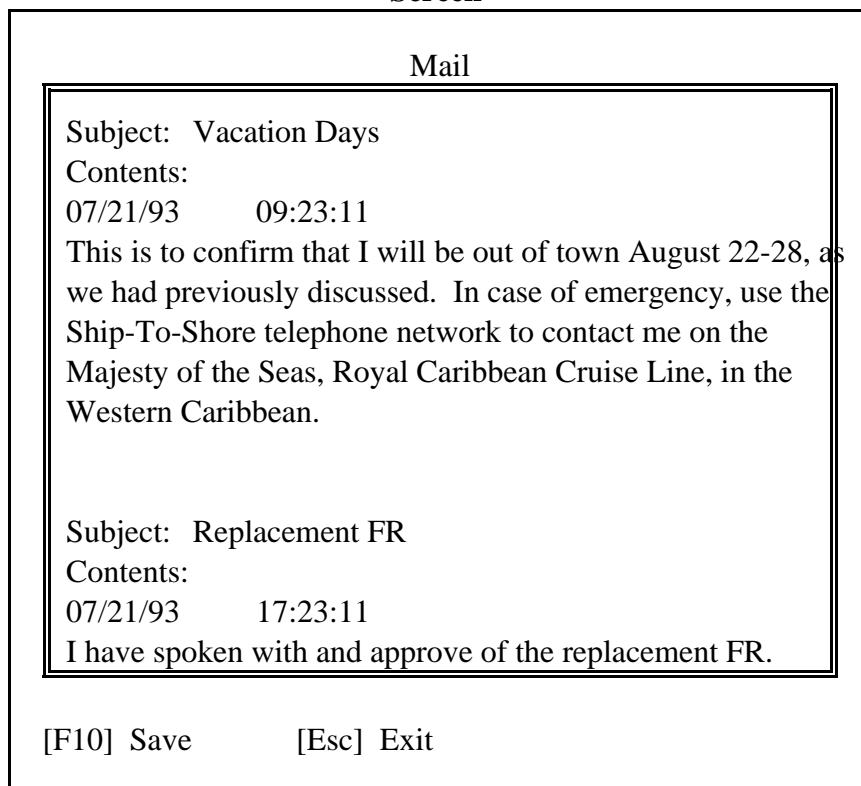 Mail
Subject:   Vacation Days
Contents:
07/21/93        09:23:11
This is to confirm that I will be out of town August 22-28, as
we had previously discussed.  In case of emergency, use the
Ship-To-Shore telephone network to contact me on the
Majesty of the Seas, Royal Caribbean Cruise Line, in the
Western Caribbean.
Subject:   Replacement FR
Contents:
07/21/93        17:23:11
I have spoken with and approve of the replacement FR.
[F10]  Save          [Esc]  Exit